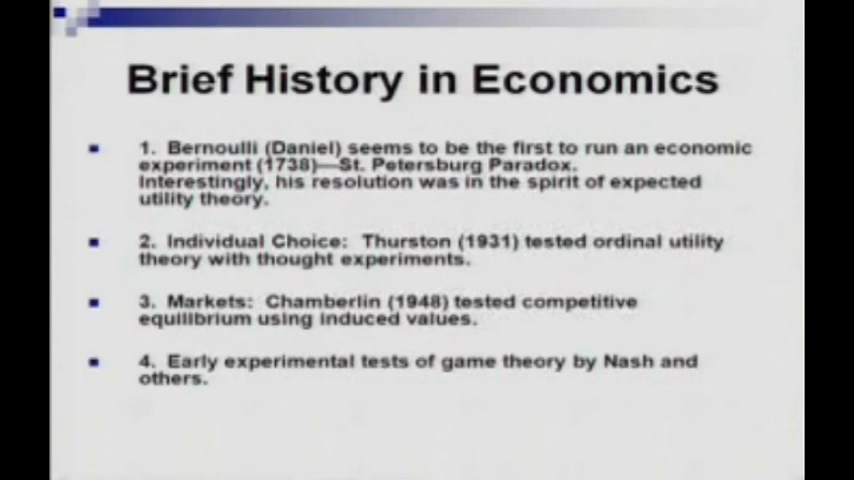 Brief History in Economics
1. Bernoulli (Daniel) seems to be the first to run an economic
experiment (1738)—St. Petersburg Paradox.
Interestingly, his resolution was in the spirit of expected
utility theory.
2. Individual Choice: Thurston (1931) tested ordinal utility
theory with thought experiments.
3. Markets: Chamberlin (1948) tested competitive
equilibrium using induced values.
4. Early experimental tests of game theory by Nash and
others.